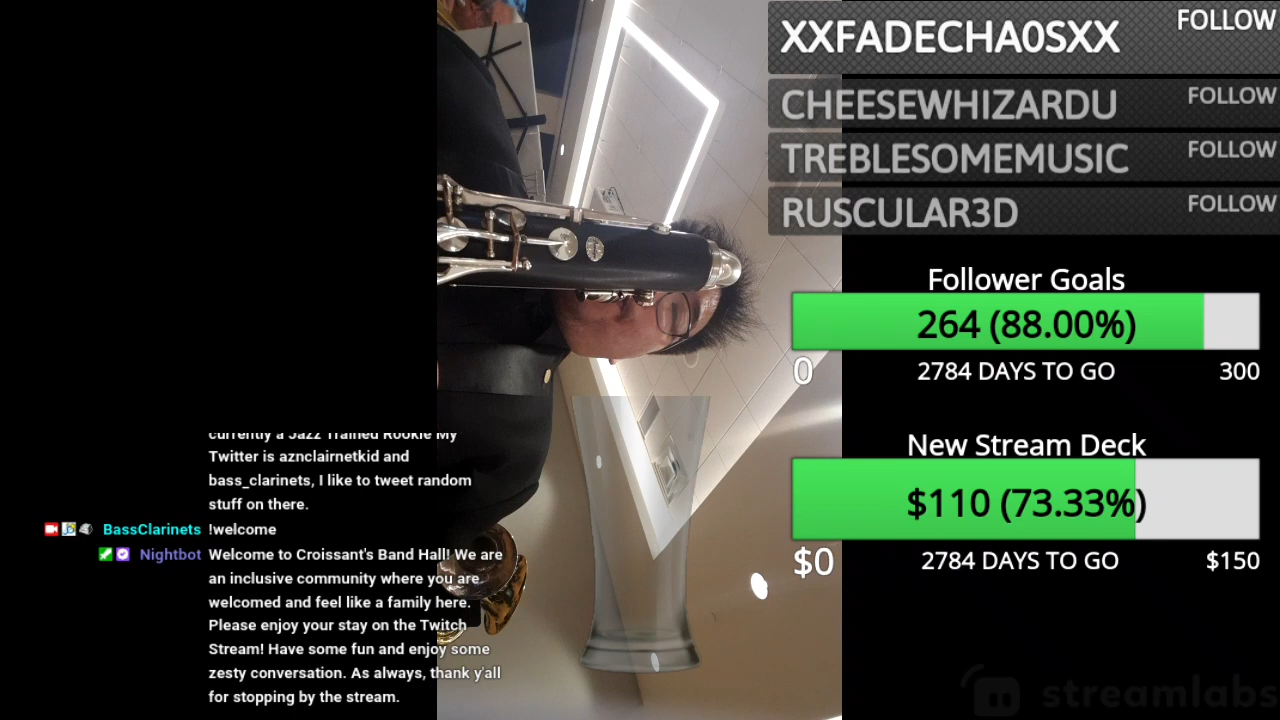 XXFADECHA0SXX FOLLOW
CHEESEWHIZARDU FOLLOW
TREBLESOMEMUSIC FOLLOW
RUSCULAR3D FOLLOW
Follower Goals
264 (88.00%)
0 2784 DAYS TO GO 300
New Stream Deck
$110 (73.33%)
$0 2784 DAYS TO GO $150
currently a Jazz Trained Rookie My
Twitter is aznclairnetkid and
bass_clarinets, I like to tweet random
stuff on there.
BassClarinets !welcome
Nightbot Welcome to Croissant's Band Hall! We are
an inclusive community where you are
welcomed and feel like a family here.
Please enjoy your stay on the Twitch
Stream! Have some fun and enjoy some
zesty conversation. As always, thank y'all
for stopping by the stream.
streamlabs